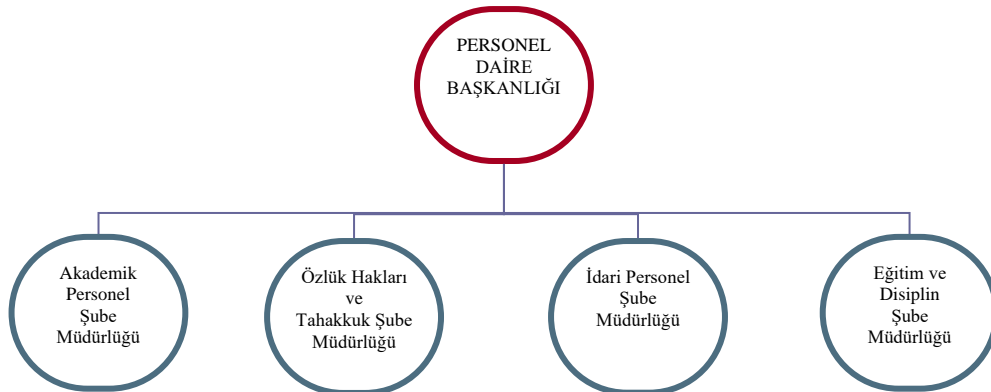 PERSONEL
DAİRE
BAŞKANLIĞI
Akademik
Personel
Şube
Müdürlüğü
Özlük Hakları
ve
Tahakkuk Şube
Müdürlüğü
İdari Personel
Şube
Müdürlüğü
Eğitim ve
Disiplin
Şube
Müdürlüğü